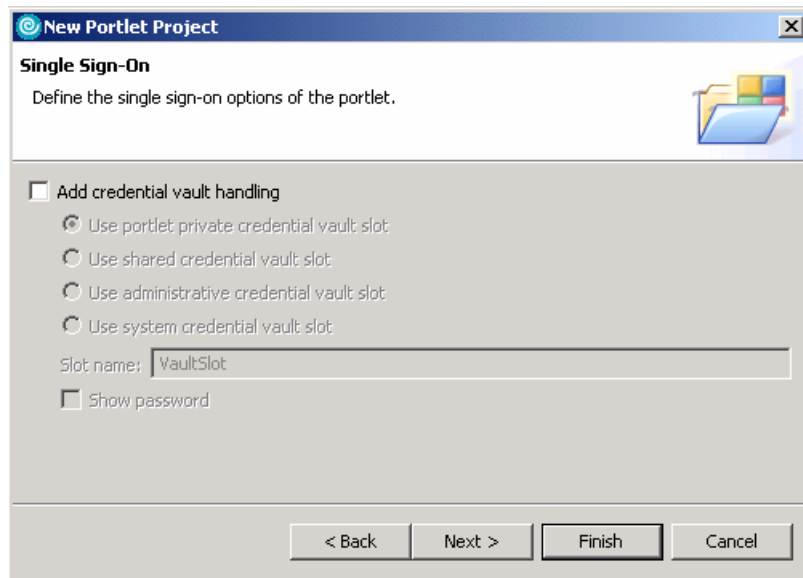 New Portlet Project
Single Sign-On
Define the single sign-on options of the portlet.
Add credential vault handling
Use portlet private credential vault slot
Use shared credential vault slot
Use administrative credential vault slot
Use system credential vault slot
Slot name: VaultSlot
Show password
< Back Next > Finish Cancel